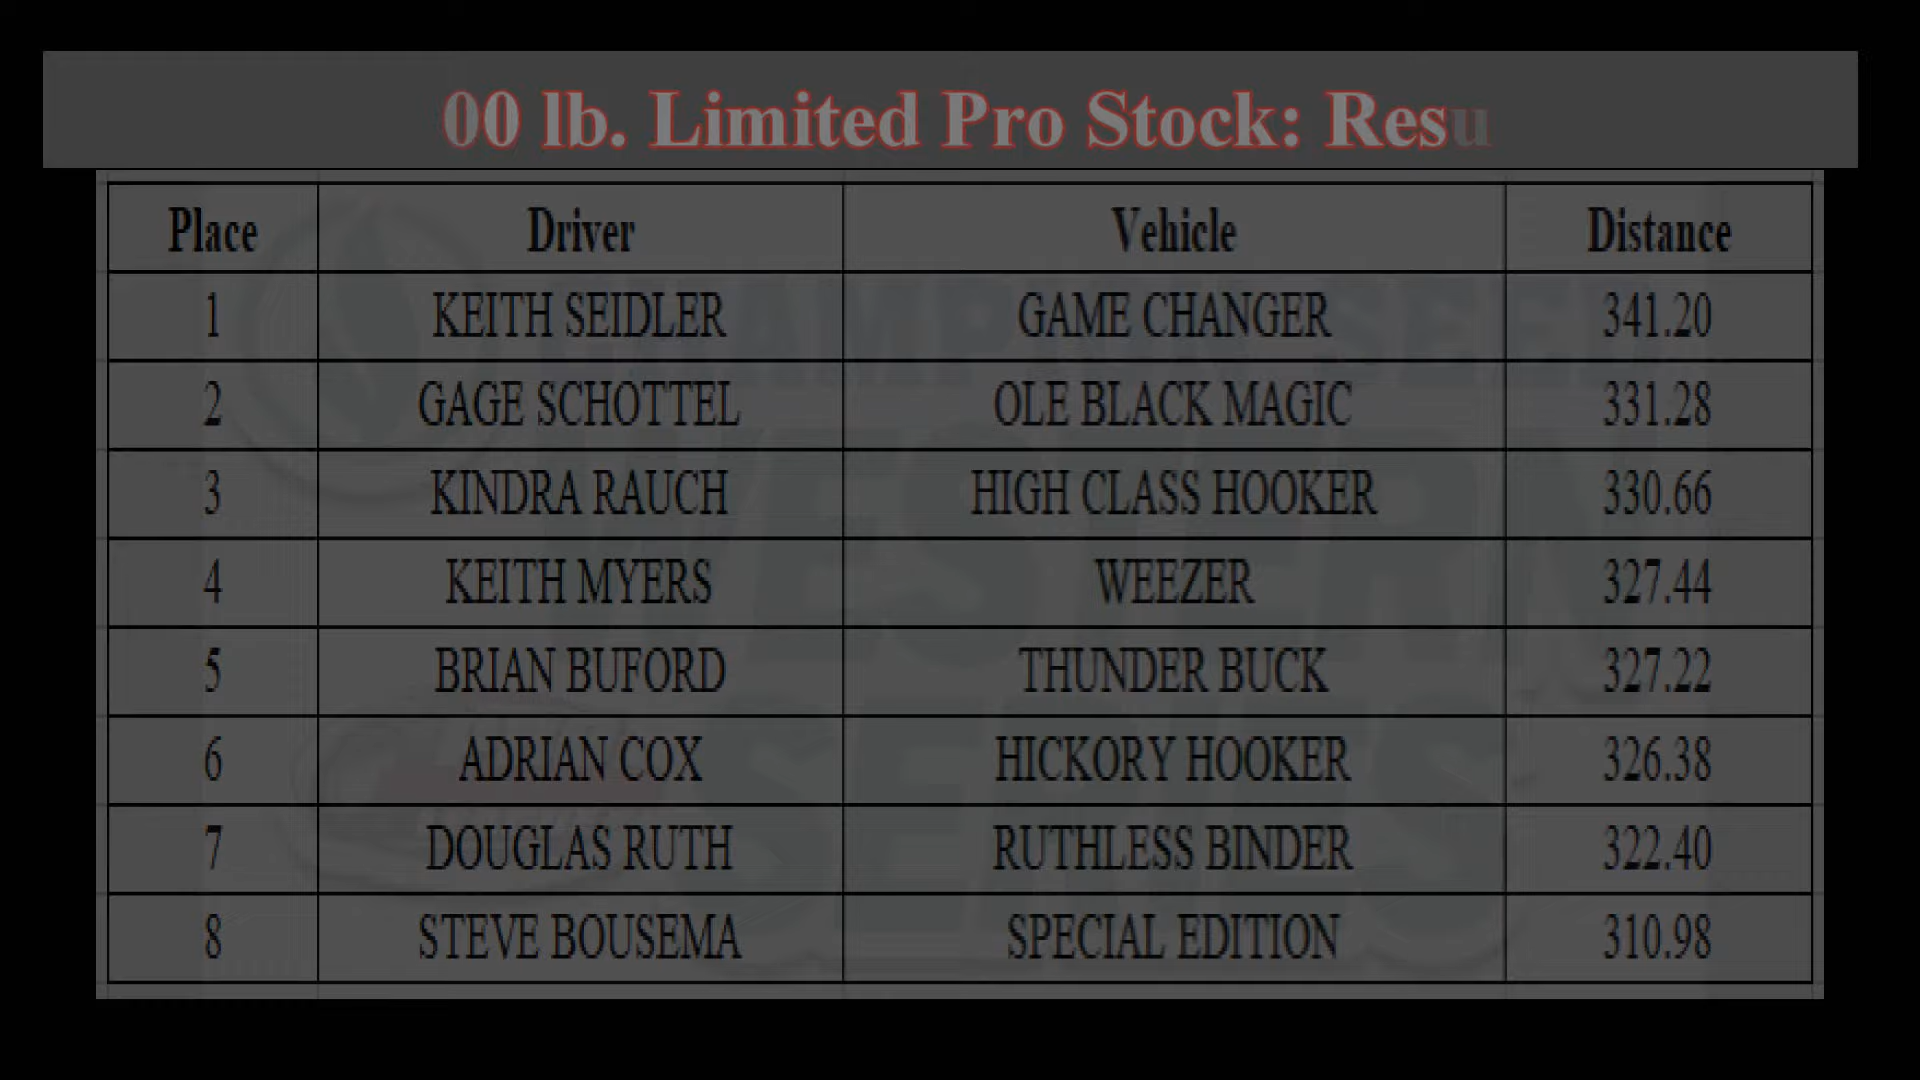 00 lb. Limited Pro Stock: Resu
Place Driver Vehicle Distance
1 KEITH SEIDLER GAME CHANGER 341.20
2 GAGE SCHOTTEL OLE BLACK MAGIC 331.28
3 KINDRA RAUCH HIGH CLASS HOOKER 330.66
4 KEITH MYERS WEEZER 327.44
5 BRIAN BUFORD THUNDER BUCK 327.22
6 ADRIAN COX HICKORY HOOKER 326.38
7 DOUGLAS RUTH RUTHLESS BINDER 322.40
8 STEVE BOUSEMA SPECIAL EDITION 310.98
WESTERN
SERIES